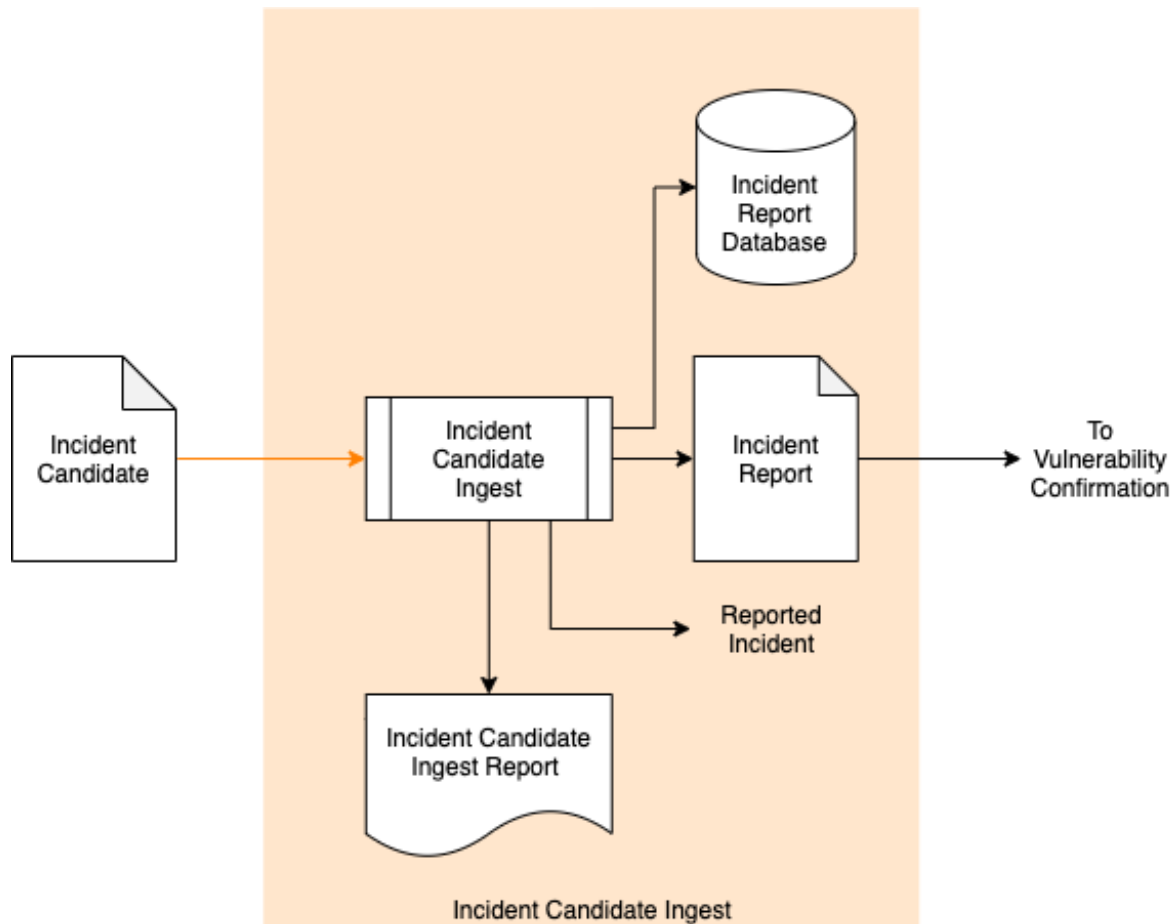 Incident
Report
Database
Incident
Candidate
Incident
Candidate
Ingest
Incident
Report
To
Vulnerability
Confirmation
Reported
Incident
Incident Candidate
Ingest Report
Incident Candidate Ingest